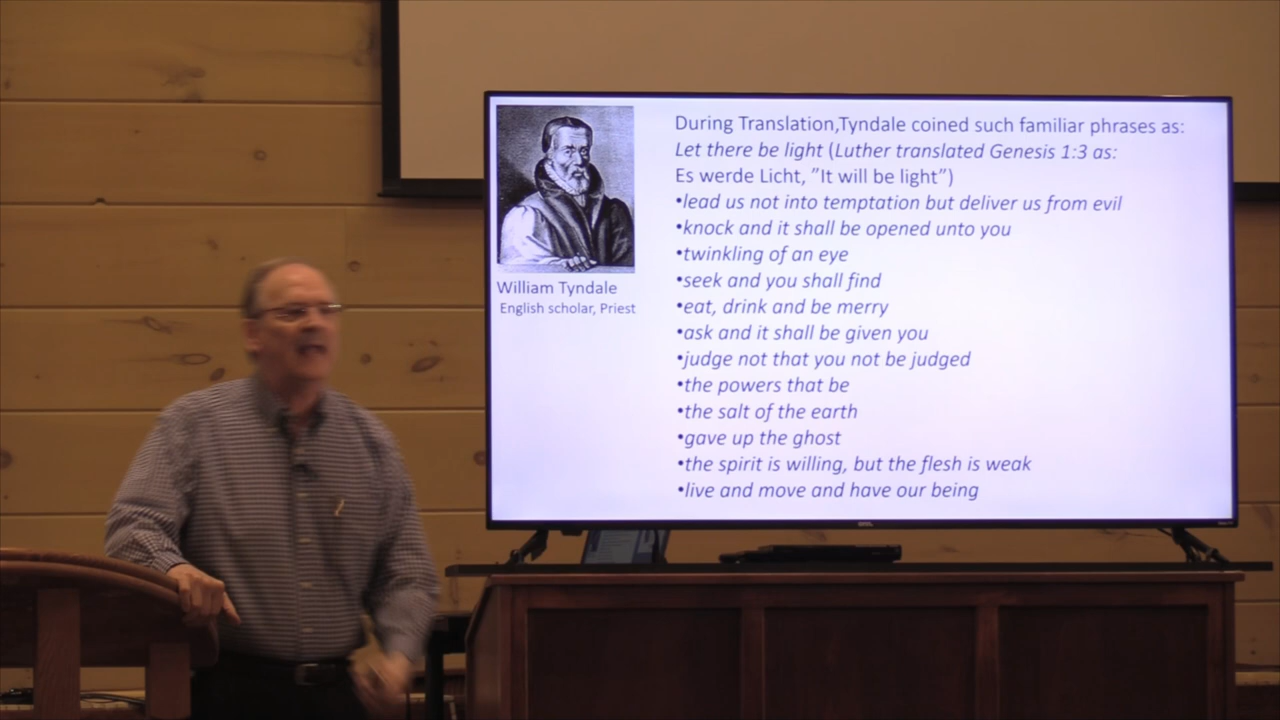 William Tyndale
English scholar, Priest
During Translation,Tyndale coined such familiar phrases as:
Let there be light (Luther translated Genesis 1:3 as:
Es werde Licht, ”It will be light”)
•lead us not into temptation but deliver us from evil
•knock and it shall be opened unto you
•twinkling of an eye
•seek and you shall find
•eat, drink and be merry
•ask and it shall be given you
•judge not that you not be judged
•the powers that be
•the salt of the earth
•gave up the ghost
•the spirit is willing, but the flesh is weak
•live and move and have our being